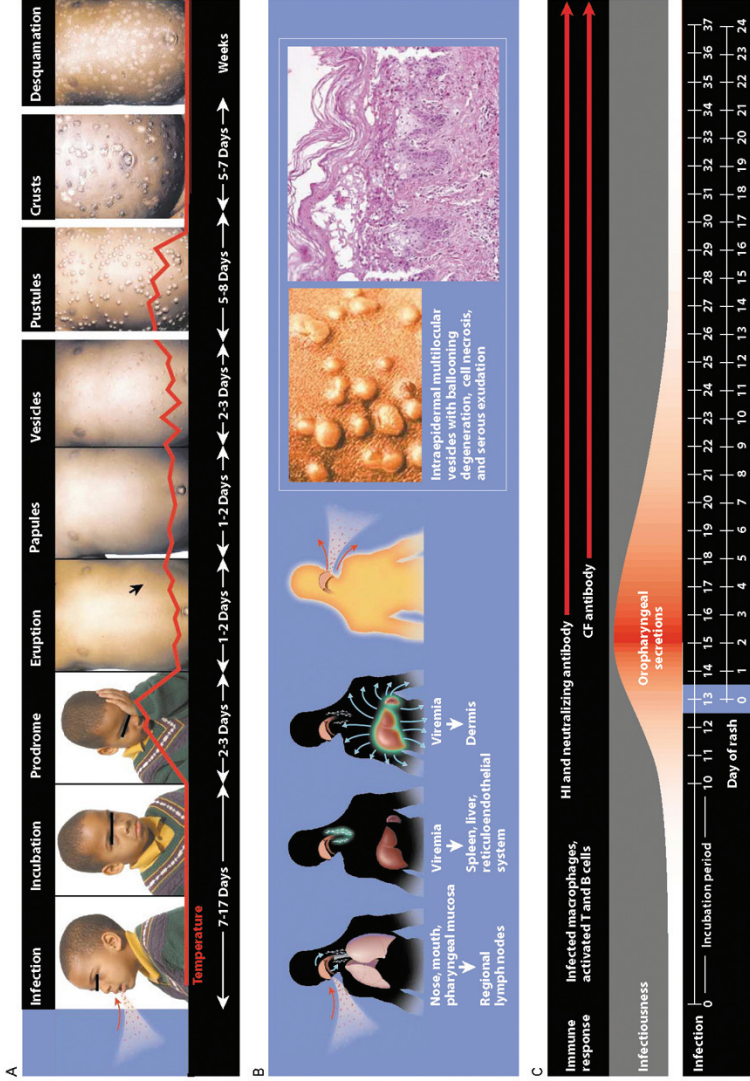 A
Infection
Incubation
Prodrome
Eruption
Papules
Vesicles
Pustules
Crusts
Desquamation
Temperature
7-17 Days
2-3 Days
1-2 Days
1-2 Days
2-3 Days
5-8 Days
5-7 Days
Weeks
B
Nose, mouth,
pharyngeal mucosa
Regional
lymph nodes
Viremia
Spleen, liver,
reticuloendothelial
system
Viremia
Dermis
Intraepidermal multilocular
vesicles with ballooning
degeneration, cell necrosis,
and serous exudation
C
Immune
response
Infected macrophages,
activated T and B cells
HI and neutralizing antibody
CF antibody
Infectiousness
Oropharyngeal
secretions
Infection
0
Incubation period
10 11 12 13 14 15 16 17 18 19 20 21 22 23 24 25 26 27 28 29 30 31 32 33 34 35 36 37
Day of rash
0 1 2 3 4 5 6 7 8 9 10 11 12 13 14 15 16 17 18 19 20 21 22 23 24